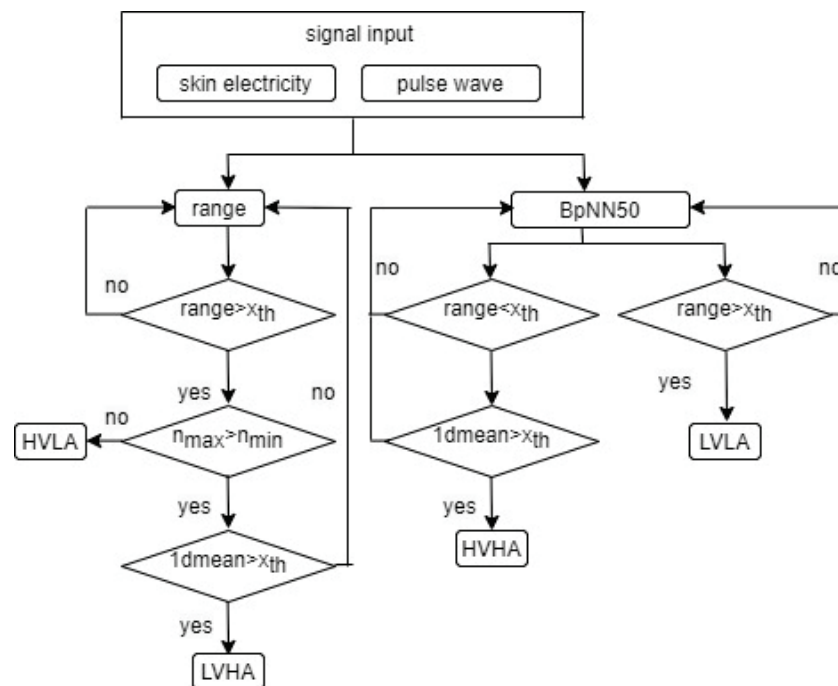 signal input
skin electricity
pulse wave
range
BpNN50
no
range>xth
no
range<xth
range>xth
no
yes
no
yes
no
nmax>nmin
HVLA
1dmean>xth
LVLA
yes
yes
HVHA
1dmean>xth
yes
LVHA